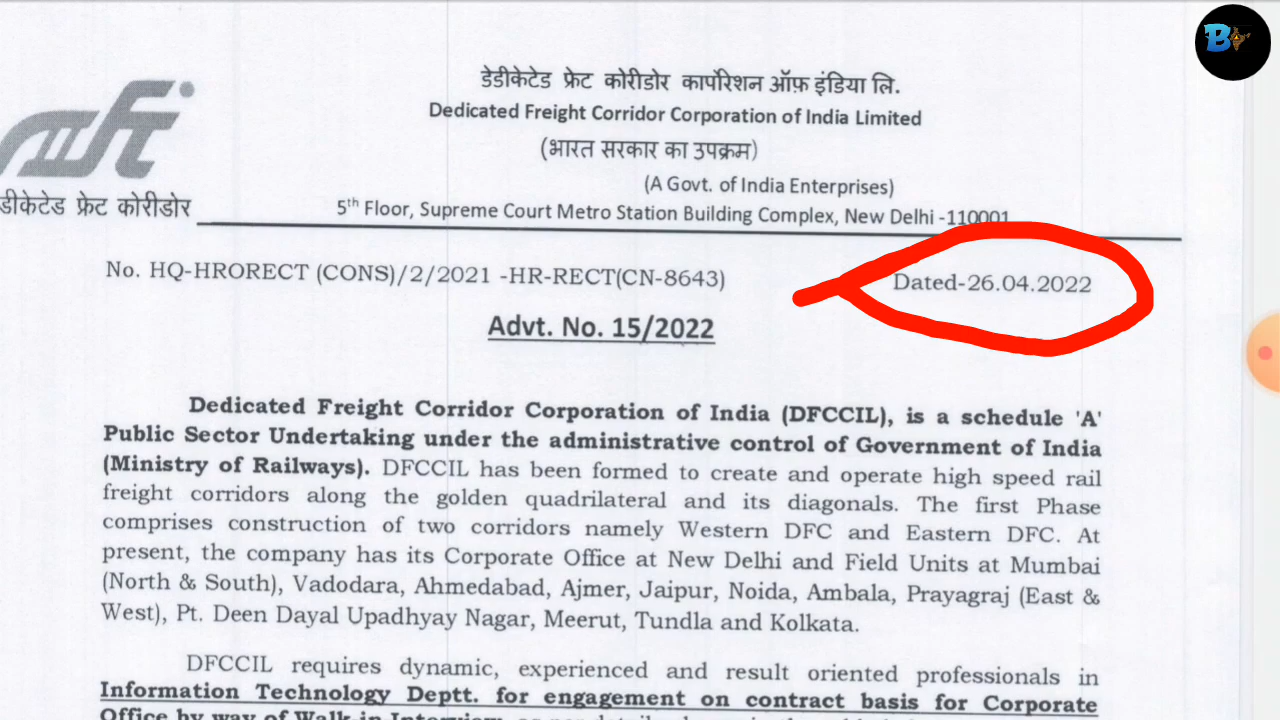 B
डेडीकेटेड फ्रेट कोरीडोर कार्पोरेशन ऑफ़ इंडिया लि.
Dedicated Freight Corridor Corporation of India Limited
(भारत सरकार का उपक्रम)
(A Govt. of India Enterprises)
डीकेटेड फ्रेट कोरीडोर
5th Floor, Supreme Court Metro Station Building Complex, New Delhi -110001
No. HQ-HRORECT (CONS)/2/2021 -HR-RECT(CN-8643) Dated-26.04.2022
Advt. No. 15/2022
Dedicated Freight Corridor Corporation of India (DFCCIL), is a schedule 'A'
Public Sector Undertaking under the administrative control of Government of India
(Ministry of Railways). DFCCIL has been formed to create and operate high speed rail
freight corridors along the golden quadrilateral and its diagonals. The first Phase
comprises construction of two corridors namely Western DFC and Eastern DFC. At
present, the company has its Corporate Office at New Delhi and Field Units at Mumbai
(North & South), Vadodara, Ahmedabad, Ajmer, Jaipur, Noida, Ambala, Prayagraj (East &
West), Pt. Deen Dayal Upadhyay Nagar, Meerut, Tundla and Kolkata.
DFCCIL requires dynamic, experienced and result oriented professionals in
Information Technology Deptt. for engagement on contract basis for Corporate
Office by way of Walk-in Interview